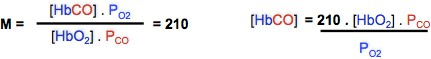 M = [HbCO] . PO2 / [HbO2] . PCO = 210
[HbCO] = 210 . [HbO2] . PCO / PO2